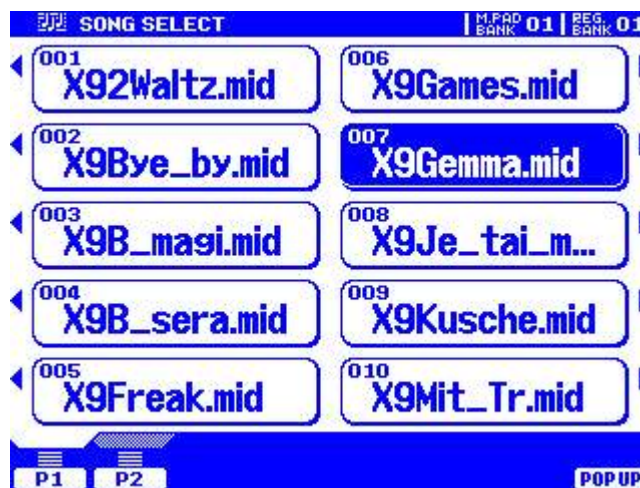 SONG SELECT
M.PAD BANK 01
REG. BANK 01
001
X92Waltz.mid
002
X9Bye_by.mid
003
X9B_magi.mid
004
X9B_sera.mid
005
X9Freak.mid
006
X9Games.mid
007
X9Gemma.mid
008
X9Je_tai_m...
009
X9Kusche.mid
010
X9Mit_Tr.mid
P1
P2
POP UP